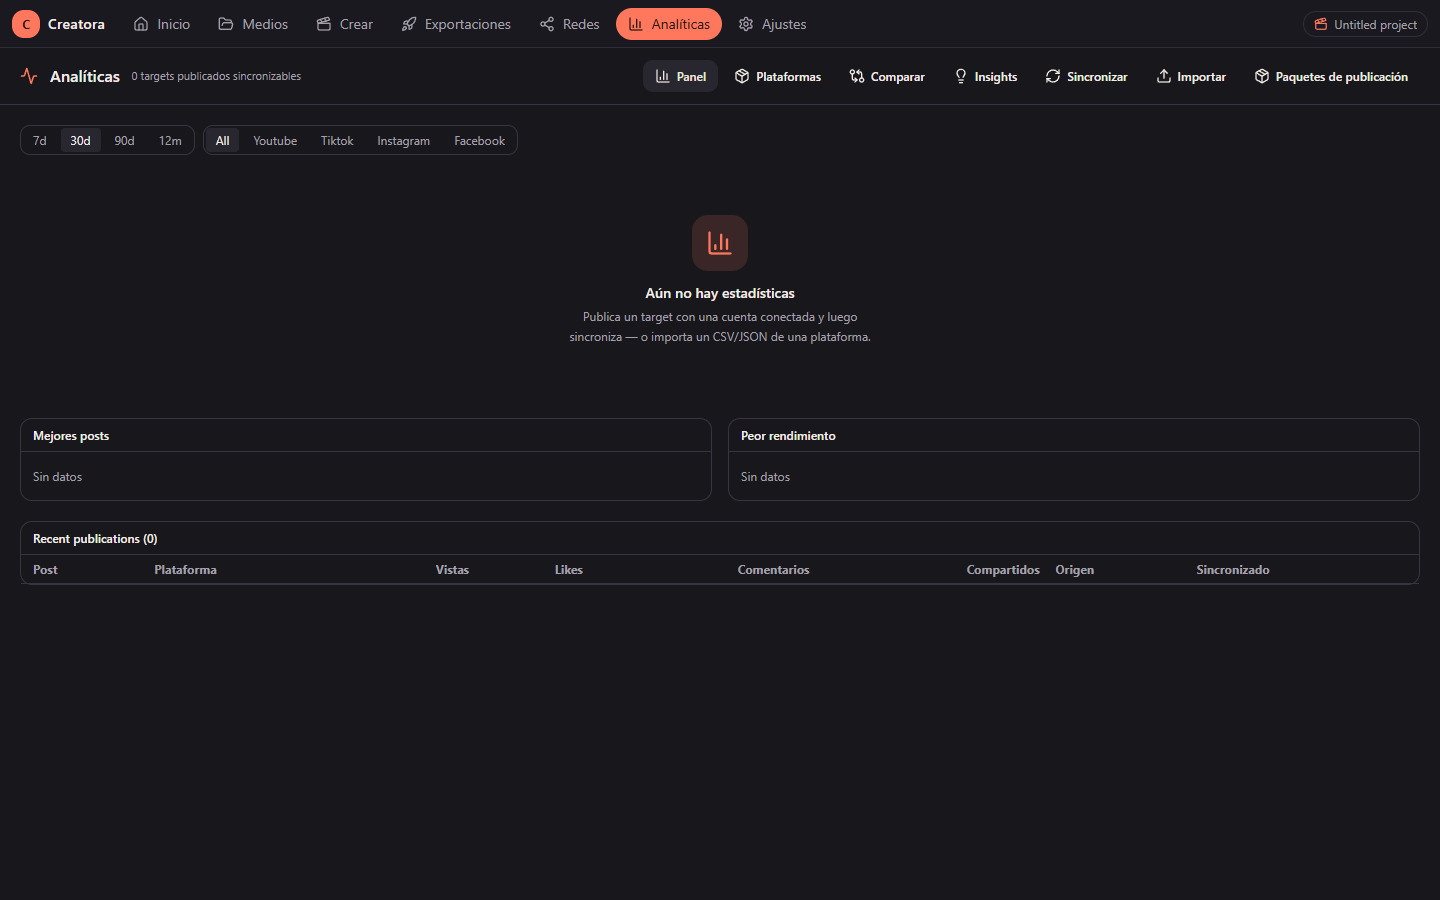 C Creatora Inicio Medios Crear Exportaciones Redes Analíticas Ajustes Untitled project
Analíticas 0 targets publicados sincronizables Panel Plataformas Comparar Insights Sincronizar Importar Paquetes de publicación
7d 30d 90d 12m All Youtube Tiktok Instagram Facebook
Aún no hay estadísticas
Publica un target con una cuenta conectada y luego
sincroniza — o importa un CSV/JSON de una plataforma.
Mejores posts
Sin datos
Peor rendimiento
Sin datos
Recent publications (0)
Post Plataforma Vistas Likes Comentarios Compartidos Origen Sincronizado